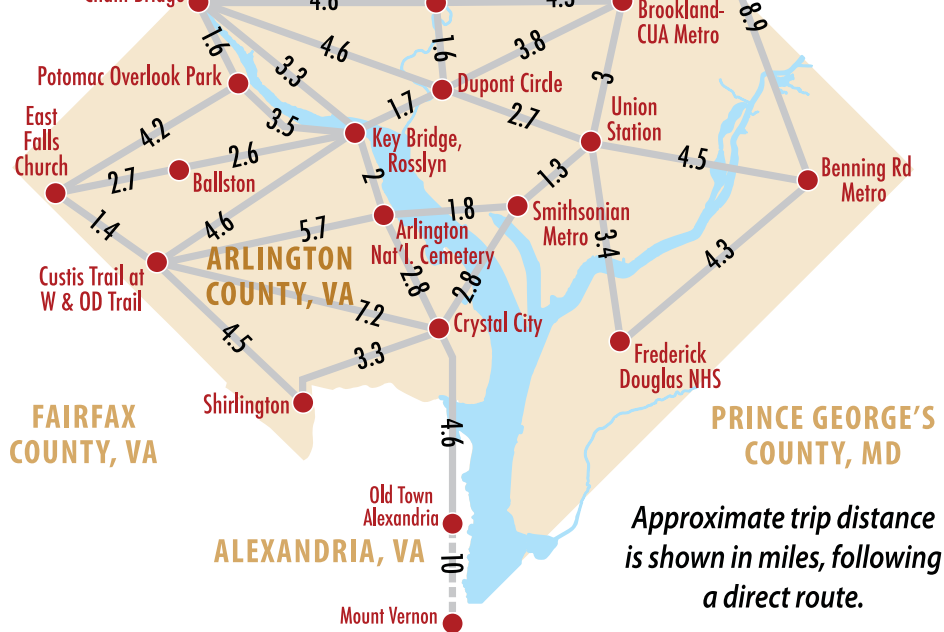 Chain Bridge
4.6
4.5
8.9
Brookland-
CUA Metro
1.6
4.6
1.6
3.8
3.3
3
Potomac Overlook Park
Dupont Circle
1.7
2.7
Union
Station
East
Falls
Church
4.2
3.5
Key Bridge,
Rosslyn
2.6
2.7
Ballston
4.5
Benning Rd
Metro
1.3
2
1.8
Smithsonian
Metro
1.4
4.6
5.7
Arlington
Nat'l. Cemetery
3.4
4.3
ARLINGTON
COUNTY, VA
Custis Trail at
W & OD Trail
2.8
2.8
7.2
Crystal City
4.5
3.3
Frederick
Douglas NHS
Shirlington
FAIRFAX
COUNTY, VA
PRINCE GEORGE'S
COUNTY, MD
4.6
Old Town
Alexandria
ALEXANDRIA, VA
10
Mount Vernon
Approximate trip distance
is shown in miles, following
a direct route.